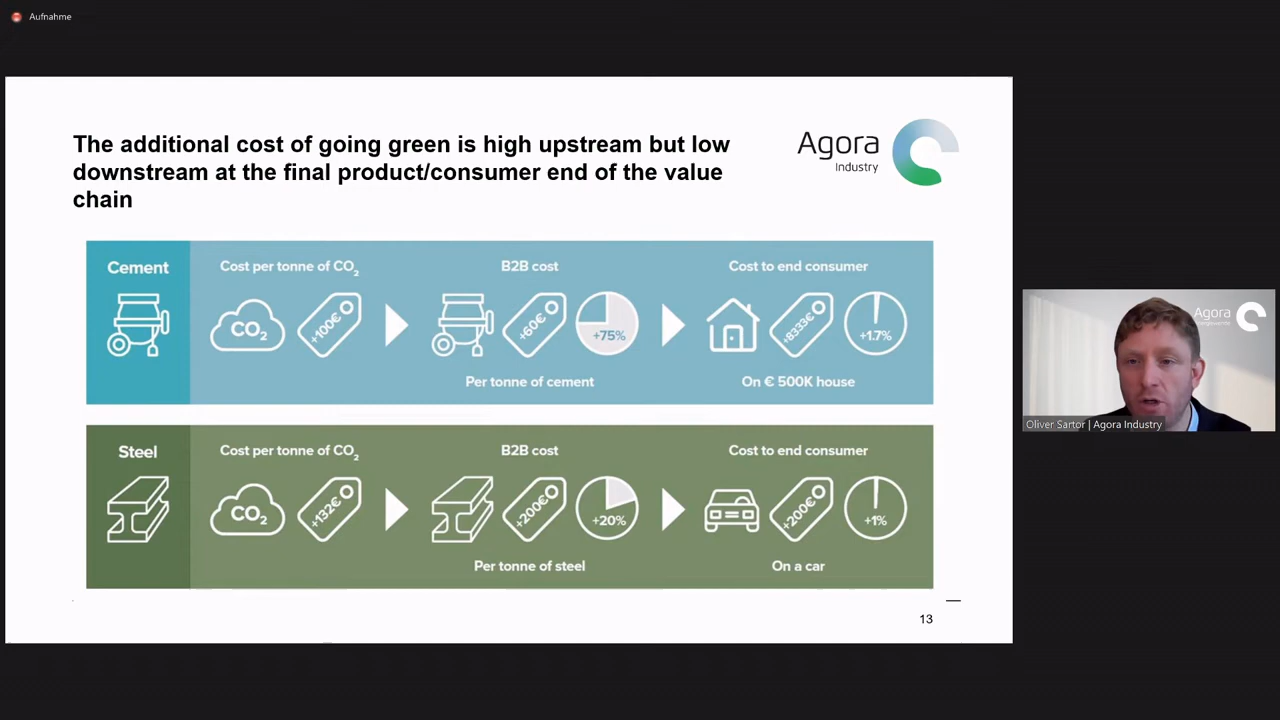 Aufnahme
The additional cost of going green is high upstream but low
downstream at the final product/consumer end of the value
chain
Agora
Industry
Cement
Cost per tonne of CO2
B2B cost
Cost to end consumer
CO2
+100€
+60€
+75%
+8333€
+1.7%
Per tonne of cement
On € 500K house
Steel
Cost per tonne of CO2
B2B cost
Cost to end consumer
CO2
+132€
+200€
+20%
+200€
+1%
Per tonne of steel
On a car
13
Agora
Oliver Sartor | Agora Industry